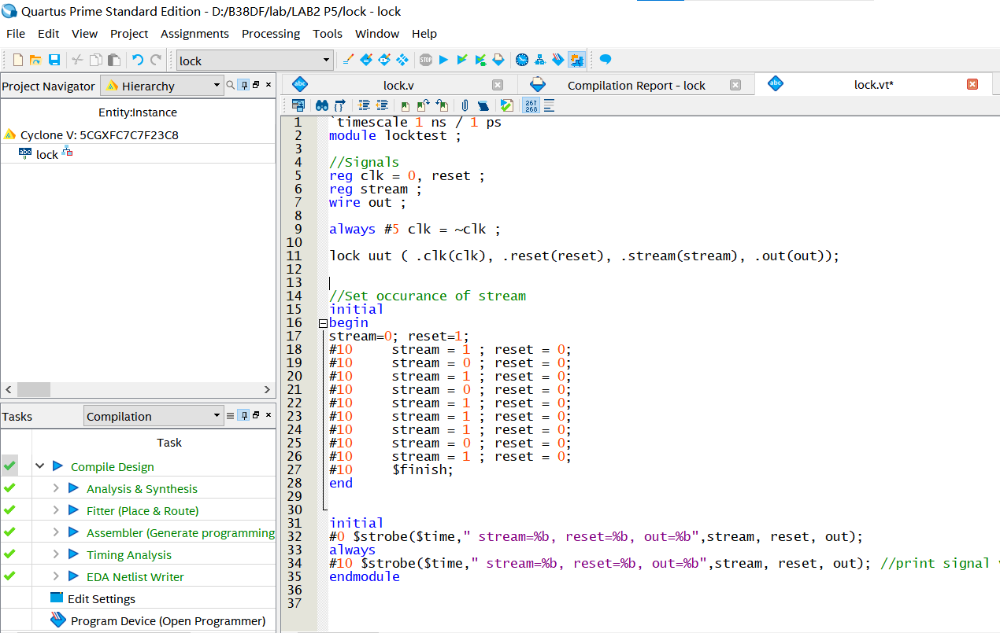 Quartus Prime Standard Edition - D:/B38DF/lab/LAB2 P5/lock - lock
File Edit View Project Assignments Processing Tools Window Help
lock
Project Navigator Hierarchy
Entity:Instance
Cyclone V: 5CGXFC7C7F23C8
lock
Tasks Compilation
Task
Compile Design
Analysis & Synthesis
Fitter (Place & Route)
Assembler (Generate programming
Timing Analysis
EDA Netlist Writer
Edit Settings
Program Device (Open Programmer)
lock.v Compilation Report - lock lock.vt*
1 `timescale 1 ns / 1 ps
2 module locktest ;
3
4 //Signals
5 reg clk = 0, reset ;
6 reg stream ;
7 wire out ;
8
9 always #5 clk = ~clk ;
10
11 lock uut ( .clk(clk), .reset(reset), .stream(stream), .out(out));
12
13
14 //Set occurance of stream
15 initial
16 begin
17 stream=0; reset=1;
18 #10 stream = 1 ; reset = 0;
19 #10 stream = 0 ; reset = 0;
20 #10 stream = 1 ; reset = 0;
21 #10 stream = 0 ; reset = 0;
22 #10 stream = 1 ; reset = 0;
23 #10 stream = 1 ; reset = 0;
24 #10 stream = 1 ; reset = 0;
25 #10 stream = 0 ; reset = 0;
26 #10 stream = 1 ; reset = 0;
27 #10 $finish;
28 end
29
30
31 initial
32 #0 $strobe($time," stream=%b, reset=%b, out=%b",stream, reset, out);
33 always
34 #10 $strobe($time," stream=%b, reset=%b, out=%b",stream, reset, out); //print signal
35 endmodule
36
37